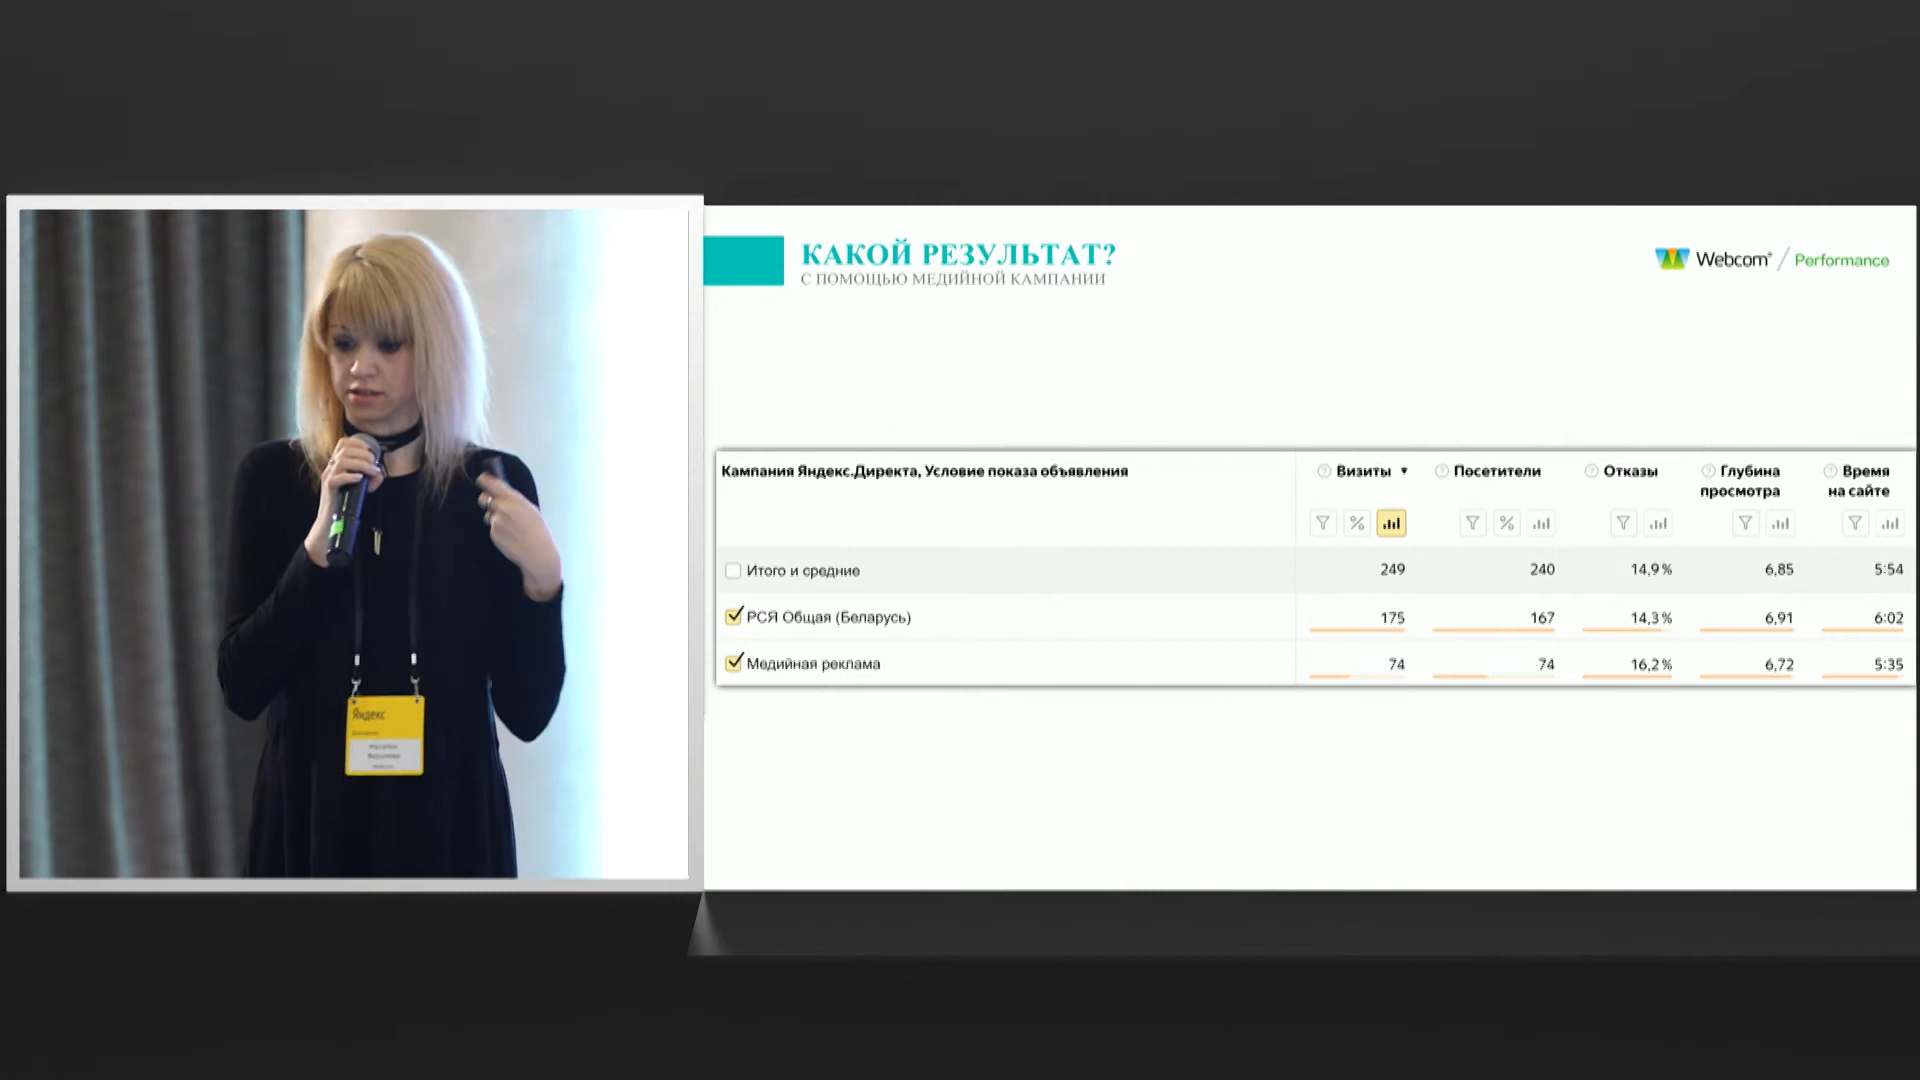 КАКОЙ РЕЗУЛЬТАТ?
С ПОМОЩЬЮ МЕДИЙНОЙ КАМПАНИИ
Webcom® / Performance
Кампания Яндекс.Директа, Условие показа объявления
Визиты ▼
Посетители
Отказы
Глубина просмотра
Время на сайте
Итого и средние 249 240 14,9% 6,85 5:54
РСЯ Общая (Беларусь) 175 167 14,3% 6,91 6:02
Медийная реклама 74 74 16,2% 6,72 5:35
Яндекс